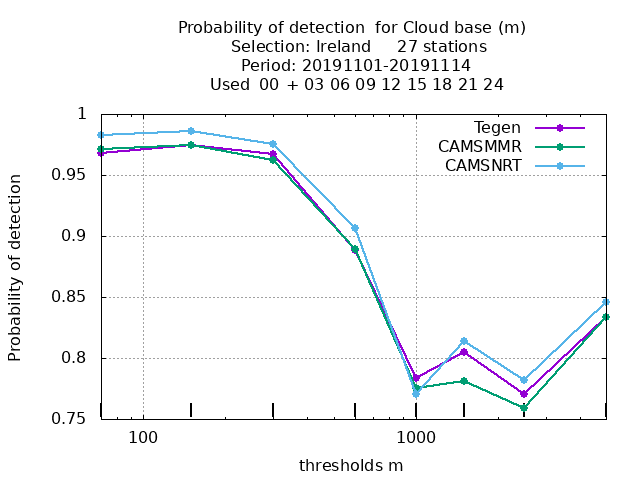 Probability of detection  for Cloud base (m)
Selection: Ireland     27 stations
Period: 20191101-20191114
Used  00 + 03 06 09 12 15 18 21 24
Tegen
CAMSMMR
CAMSNRT
1
0.95
0.9
0.85
0.8
0.75
Probability of detection
100
1000
thresholds m